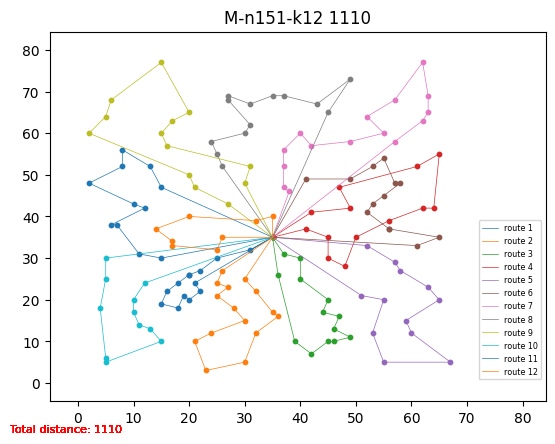 M-n151-k12 1110
80
70
60
50
40
30
20
10
0
0 10 20 30 40 50 60 70 80
route 1
route 2
route 3
route 4
route 5
route 6
route 7
route 8
route 9
route 10
route 11
route 12
Total distance: 1110